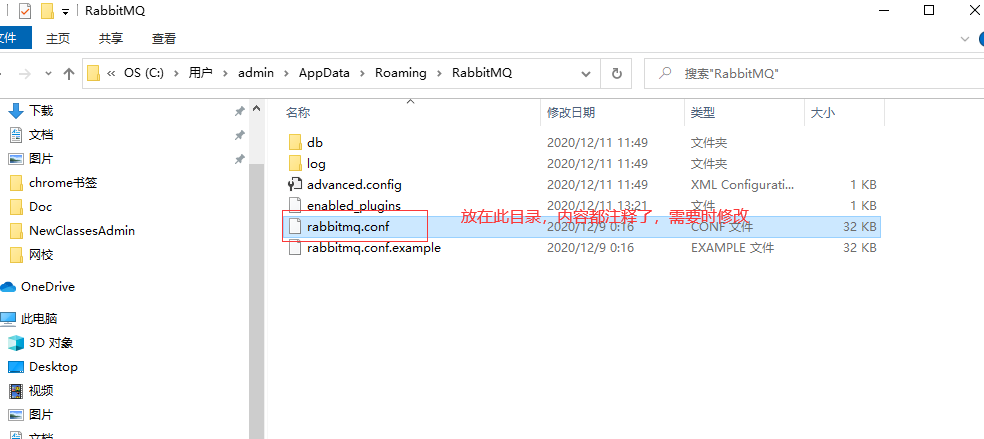 RabbitMQ
文件
主页
共享
查看
« OS (C:) › 用户 › admin › AppData › Roaming › RabbitMQ
搜索"RabbitMQ"
名称
修改日期
类型
大小
下载
文档
图片
chrome书签
Doc
NewClassesAdmin
网校
OneDrive
此电脑
3D 对象
Desktop
视频
图片
文档
db 2020/12/11 11:49 文件夹
log 2020/12/11 11:49 文件夹
advanced.config 2020/12/11 11:49 XML Configurati... 1 KB
enabled_plugins 2020/12/11 13:21 文件 1 KB
放在此目录，内容都注释了，需要时修改
rabbitmq.conf 2020/12/9 0:16 CONF 文件 32 KB
rabbitmq.conf.example 2020/12/9 0:16 EXAMPLE 文件 32 KB